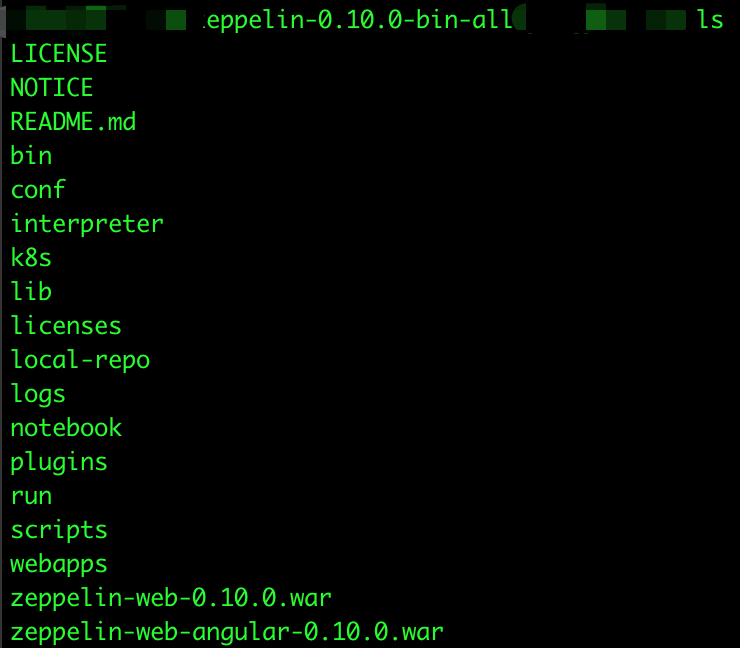 eppelin-0.10.0-bin-all ls
LICENSE
NOTICE
README.md
bin
conf
interpreter
k8s
lib
licenses
local-repo
logs
notebook
plugins
run
scripts
webapps
zeppelin-web-0.10.0.war
zeppelin-web-angular-0.10.0.war